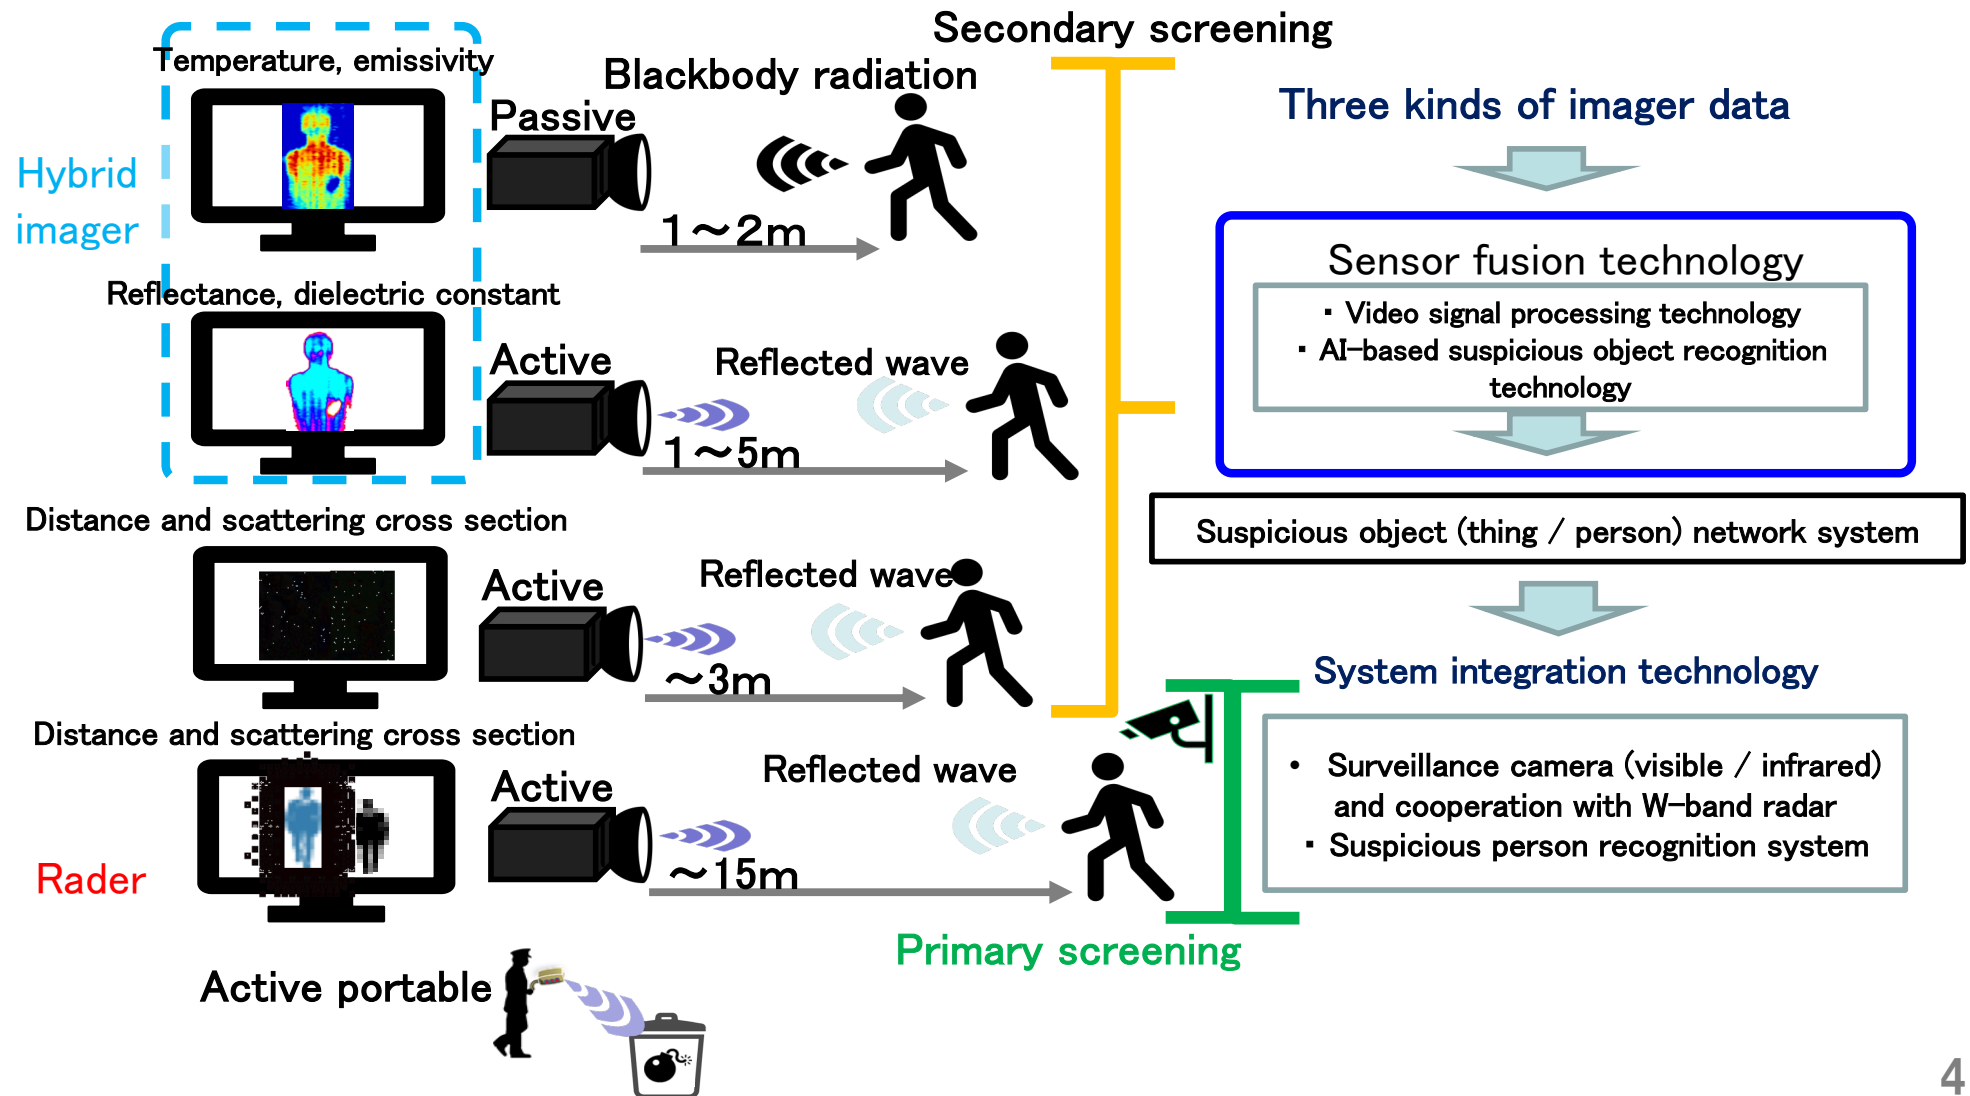 Secondary screening
Temperature, emissivity
Blackbody radiation
Passive
Hybrid
imager
1～2m
Reflectance, dielectric constant
Active
Reflected wave
1～5m
Distance and scattering cross section
Active
Reflected wave
～3m
Distance and scattering cross section
Active
Reflected wave
～15m
Rader
Primary screening
Active portable
Three kinds of imager data
Sensor fusion technology
・Video signal processing technology
・AI-based suspicious object recognition
technology
Suspicious object (thing / person) network system
System integration technology
• Surveillance camera (visible / infrared)
and cooperation with W-band radar
・Suspicious person recognition system
4